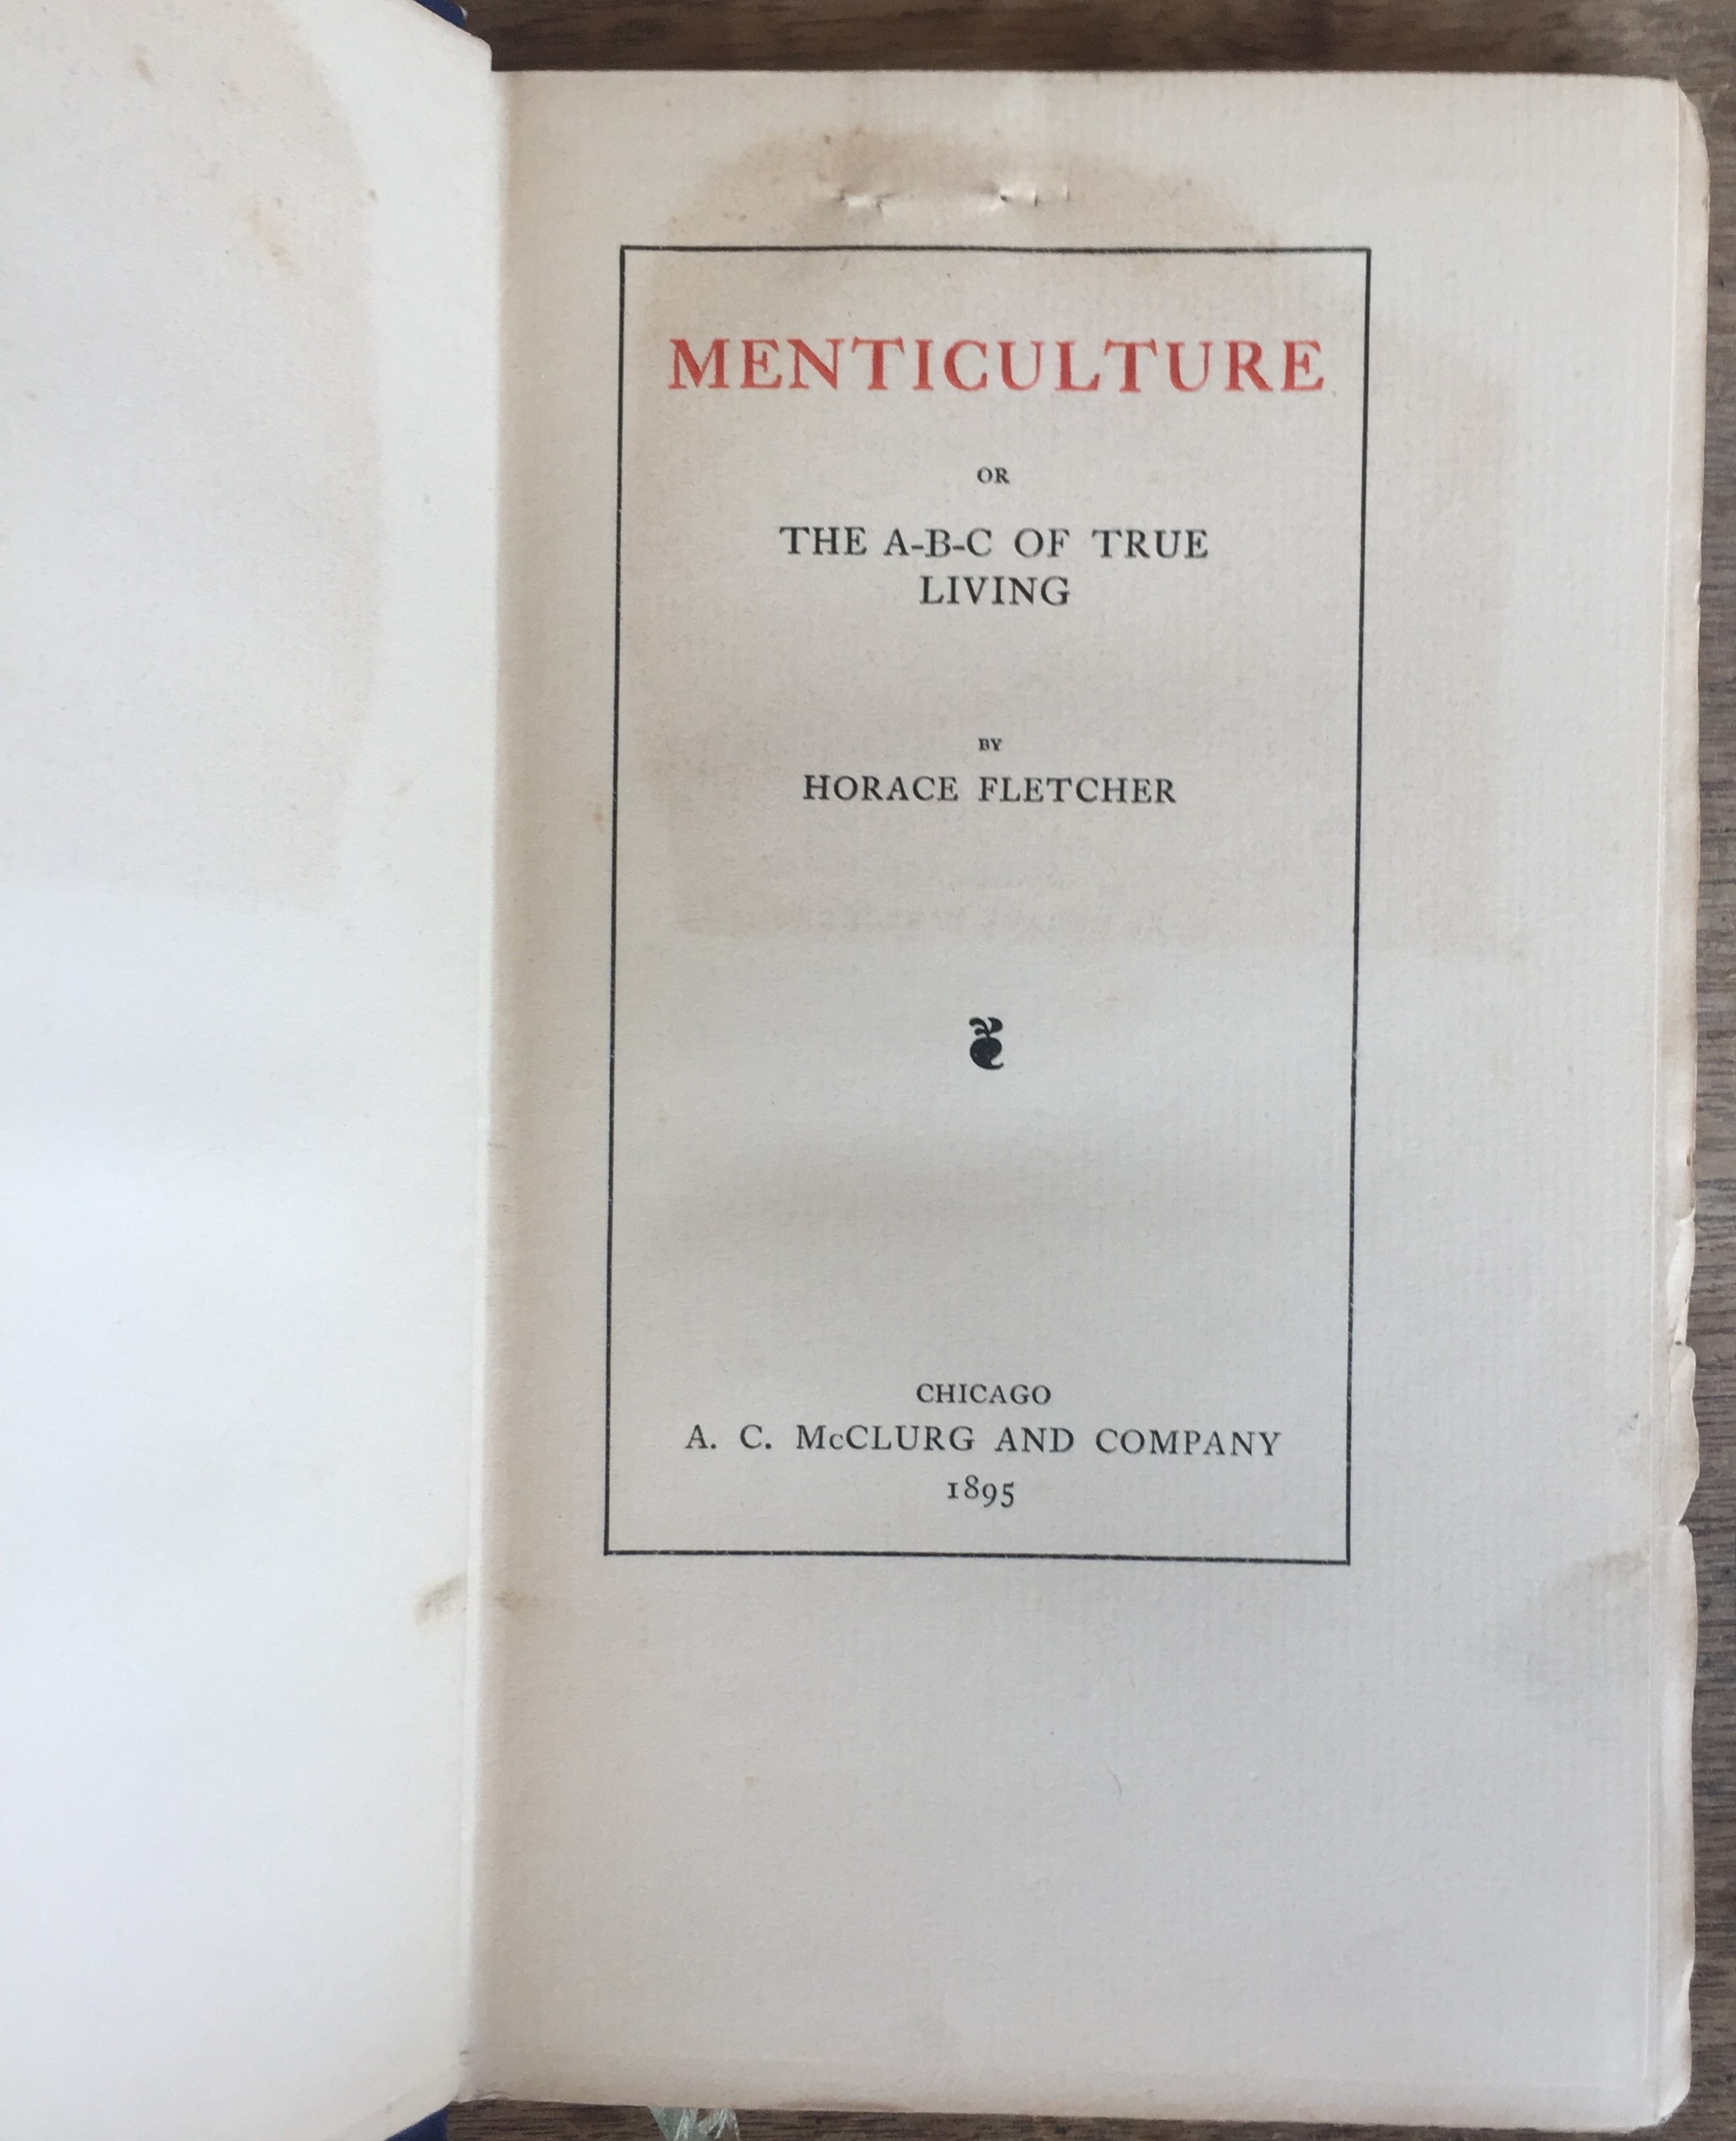 MENTICULTURE
OR
THE A-B-C OF TRUE
LIVING
BY
HORACE FLETCHER
CHICAGO
A. C. McCLURG AND COMPANY
1895